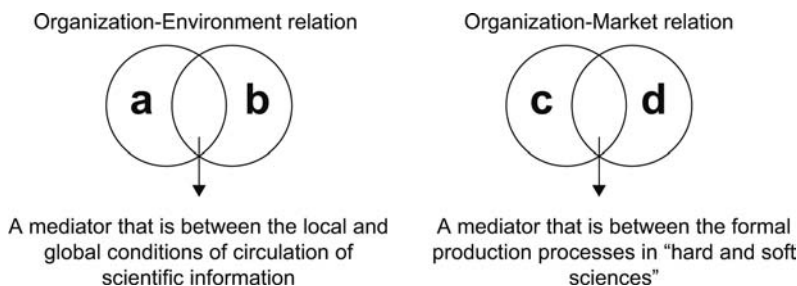 Organization-Environment relation
Organization-Market relation
a b
c d
A mediator that is between the local and
global conditions of circulation of
scientific information
A mediator that is between the formal
production processes in “hard and soft
sciences”